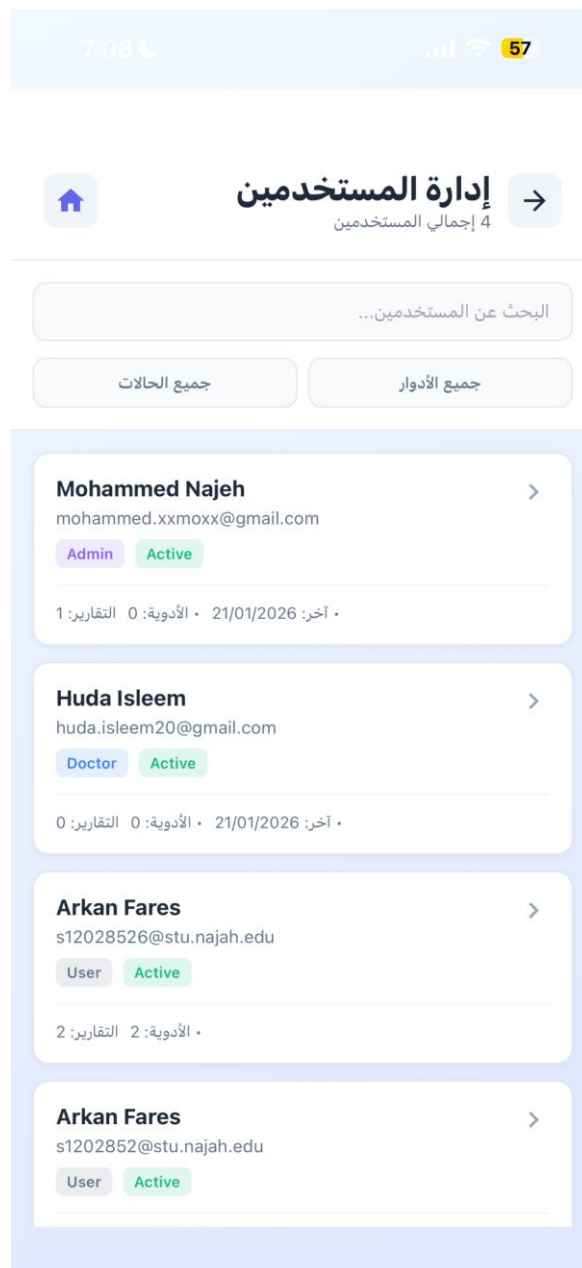 7:08
57
إدارة المستخدمين
4 إجمالي المستخدمين
البحث عن المستخدمين...
جميع الأدوار
جميع الحالات
Mohammed Najeh
mohammed.xxmoxx@gmail.com
Admin Active
التقارير: 1 • الأدوية: 0 • آخر: 21/01/2026
Huda Isleem
huda.isleem20@gmail.com
Doctor Active
التقارير: 0 • الأدوية: 0 • آخر: 21/01/2026
Arkan Fares
s12028526@stu.najah.edu
User Active
التقارير: 2 • الأدوية: 2
Arkan Fares
s1202852@stu.najah.edu
User Active